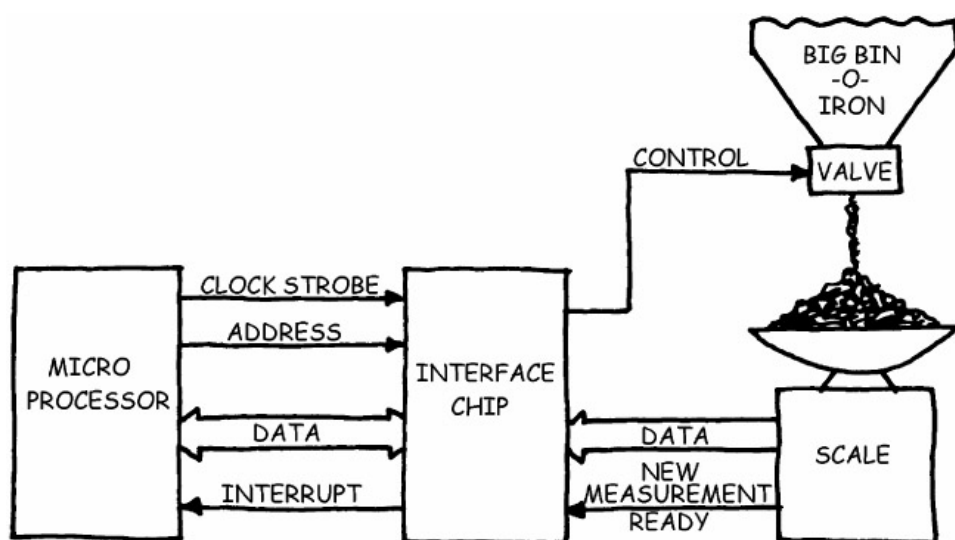 BIG BIN
-O-
IRON
VALVE
CONTROL
CLOCK STROBE
ADDRESS
MICRO
PROCESSOR
INTERFACE
CHIP
DATA
INTERRUPT
DATA
NEW
MEASUREMENT
READY
SCALE